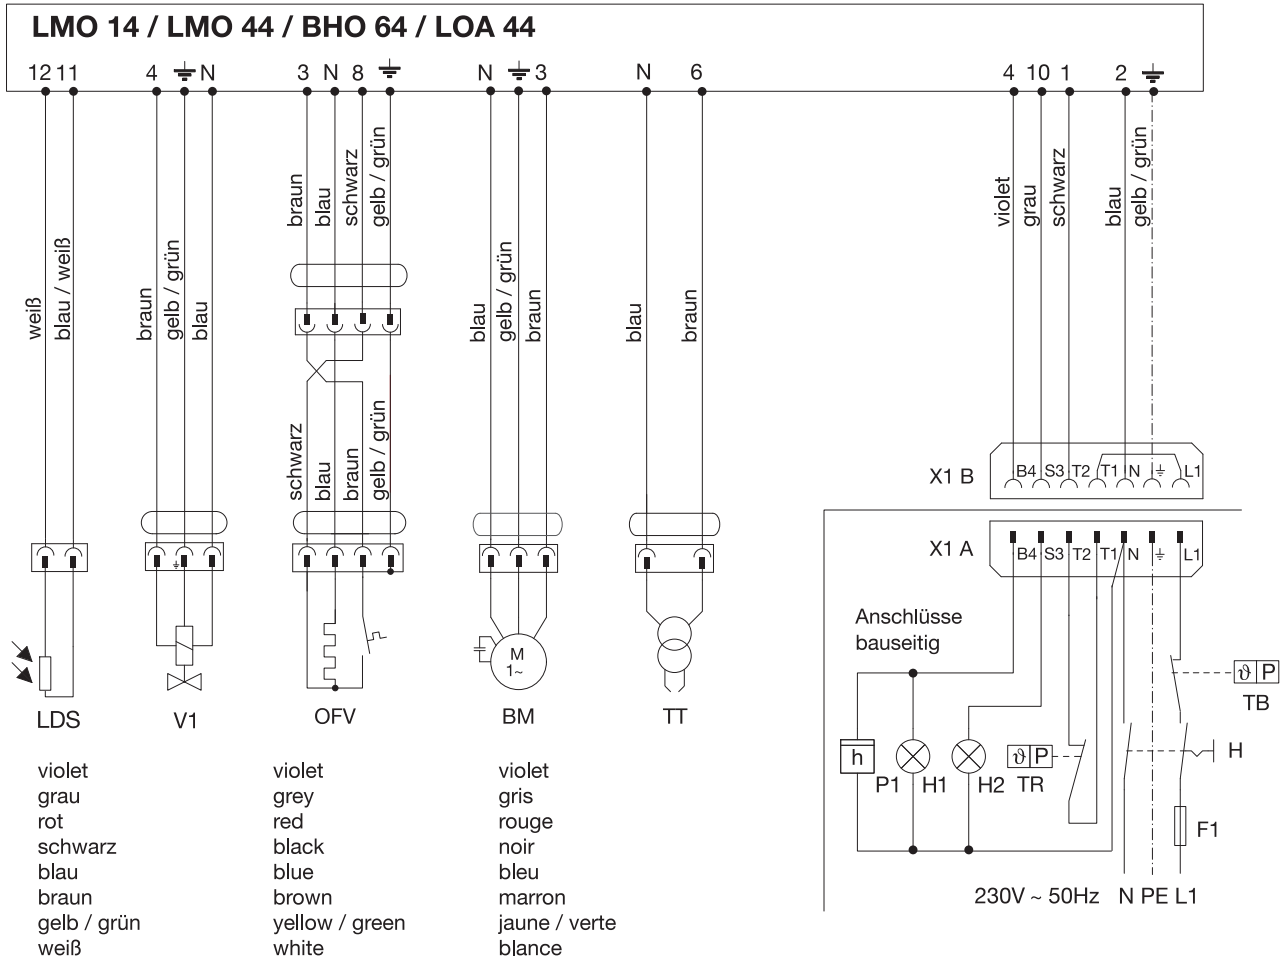 LMO 14 / LMO 44 / BHO 64 / LOA 44
12 11 4 N 3 N 8 N 3 N 6 4 10 1 2
weiß
blau / weiß
braun
gelb / grün
blau
braun
blau
schwarz
gelb / grün
schwarz
blau
braun
gelb / grün
blau
gelb / grün
braun
blau
braun
violet
grau
schwarz
blau
gelb / grün
X1 B B4 S3 T2 T1 N L1
X1 A B4 S3 T2 T1 N L1
Anschlüsse
bauseitig
M
1~
LDS V1 OFV BM TT
ϑ P
TB
h P1 H1 H2
ϑ P
TR
H
F1
230V ~ 50Hz N PE L1
violet violet violet
grau grey gris
rot red rouge
schwarz black noir
blau blue bleu
braun brown marron
gelb / grün yellow / green jaune / verte
weiß white blance